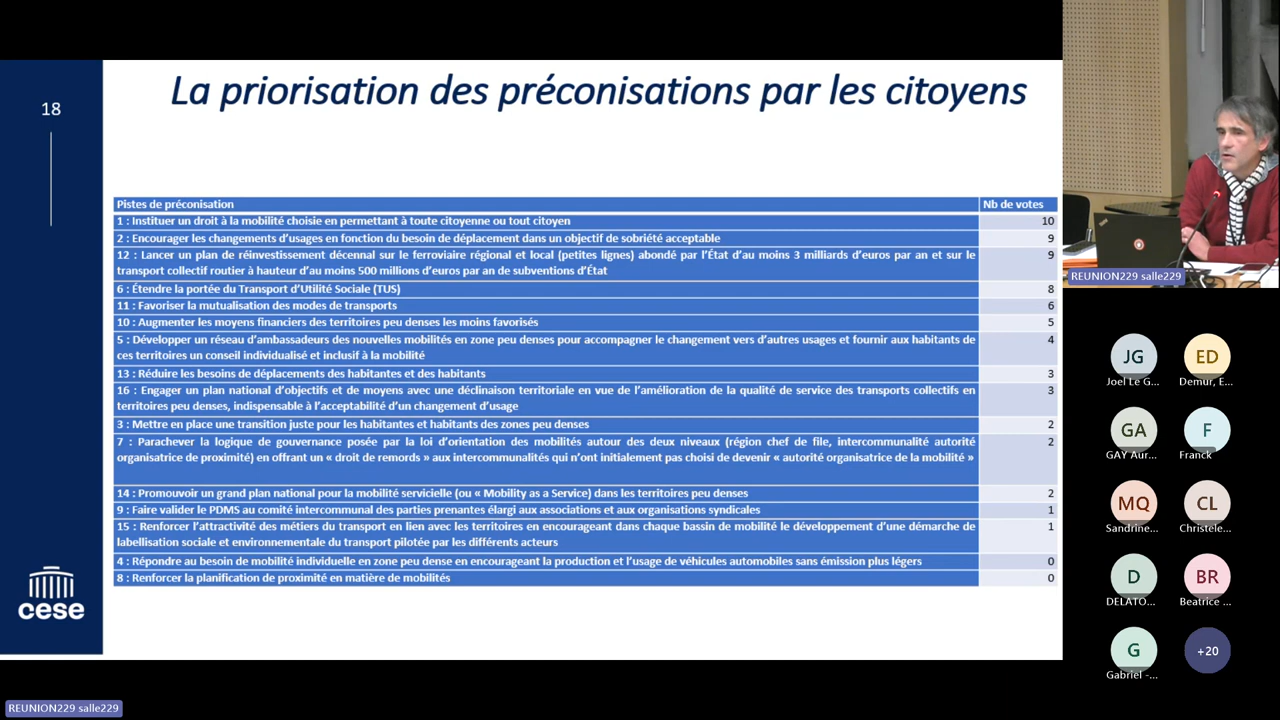 18
La priorisation des préconisations par les citoyens
Pistes de préconisation Nb de votes
1 : Instituer un droit à la mobilité choisie en permettant à toute citoyenne ou tout citoyen 10
2 : Encourager les changements d'usages en fonction du besoin de déplacement dans un objectif de sobriété acceptable 9
12 : Lancer un plan de réinvestissement décennal sur le ferroviaire régional et local (petites lignes) abondé par l'État d'au moins 3 milliards d'euros par an et sur le 9
transport collectif routier à hauteur d'au moins 500 millions d'euros par an de subventions d'État
6 : Étendre la portée du Transport d'Utilité Sociale (TUS) 8
11 : Favoriser la mutualisation des modes de transports 6
10 : Augmenter les moyens financiers des territoires peu denses les moins favorisés 5
5 : Développer un réseau d'ambassadeurs des nouvelles mobilités en zone peu denses pour accompagner le changement vers d'autres usages et fournir aux habitants de 4
ces territoires un conseil individualisé et inclusif à la mobilité
13 : Réduire les besoins de déplacements des habitantes et des habitants 3
16 : Engager un plan national d'objectifs et de moyens avec une déclinaison territoriale en vue de l'amélioration de la qualité de service des transports collectifs en 3
territoires peu denses, indispensable à l'acceptabilité d'un changement d'usage
3 : Mettre en place une transition juste pour les habitantes et habitants des zones peu denses 2
7 : Parachever la logique de gouvernance posée par la loi d'orientation des mobilités autour des deux niveaux (région chef de file, intercommunalité autorité 2
organisatrice de proximité) en offrant un « droit de remords » aux intercommunalités qui n'ont initialement pas choisi de devenir « autorité organisatrice de la mobilité »
14 : Promouvoir un grand plan national pour la mobilité servicielle (ou « Mobility as a Service) dans les territoires peu denses 2
9 : Faire valider le PDMS au comité intercommunal des parties prenantes élargi aux associations et aux organisations syndicales 1
15 : Renforcer l'attractivité des métiers du transport en lien avec les territoires en encourageant dans chaque bassin de mobilité le développement d'une démarche de 1
labellisation sociale et environnementale du transport pilotée par les différents acteurs
4 : Répondre au besoin de mobilité individuelle en zone peu dense en encourageant la production et l'usage de véhicules automobiles sans émission plus légers 0
8 : Renforcer la planification de proximité en matière de mobilités 0
cese
REUNION229 salle229
JG ED
Joel Le G... Demur, E...
GA F
GAY Aur... Franck
MQ CL
Sandrine... Christele...
D BR
DELATO... Beatrice ...
G +20
Gabriel -...
REUNION229 salle229